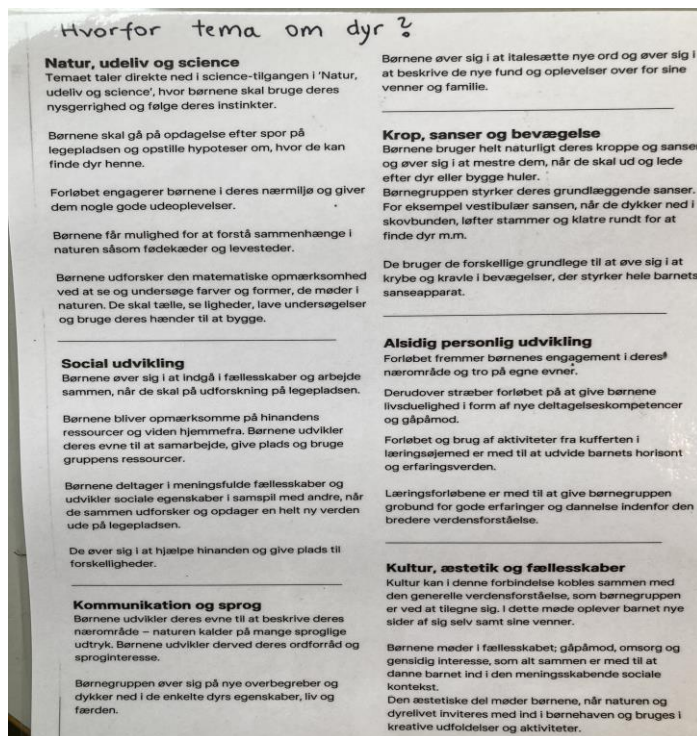 Hvorfor tema om dyr?
Natur, udeliv og science
Temaet taler direkte ned i science-tilgangen i 'Natur,
udeliv og science', hvor børnene skal bruge deres
nysgerrighed og følge deres instinkter.
Børnene skal gå på opdagelse efter spor på
legepladsen og opstille hypoteser om, hvor de kan
finde dyr henne.
Forløbet engagerer børnene i deres nærmiljø og giver
dem nogle gode udeoplevelser.
Børnene får mulighed for at forstå sammenhænge i
naturen såsom fødekæder og levesteder.
Børnene udforsker den matematiske opmærksomhed
ved at se og undersøge farver og former, de møder i
naturen. De skal tælle, se ligheder, lave undersøgelser
og bruge deres hænder til at bygge.
Social udvikling
Børnene øver sig i at indgå i fællesskaber og arbejde
sammen, når de skal på udforskning på legepladsen.
Børnene bliver opmærksomme på hinandens
ressourcer og viden hjemmefra. Børnene udvikler
deres evne til at samarbejde, give plads og bruge
gruppens ressourcer.
Børnene deltager i meningsfulde fællesskaber og
udvikler sociale egenskaber i samspil med andre, når
de sammen udforsker og opdager en helt ny verden
ude på legepladsen.
De øver sig i at hjælpe hinanden og give plads til
forskelligheder.
Kommunikation og sprog
Børnene udvikler deres evne til at beskrive deres
nærområde – naturen kalder på mange sproglige
udtryk. Børnene udvikler derved deres ordforråd og
sproginteresse.
Børnegruppen øver sig på nye overbegreber og
dykker ned i de enkelte dyrs egenskaber, liv og
færden.
Børnene øver sig i at italesætte nye ord og øver sig i
at beskrive de nye fund og oplevelser over for sine
venner og familie.
Krop, sanser og bevægelse
Børnene bruger helt naturligt deres kroppe og sanser
og øver sig i at mestre dem, når de skal ud og lede
efter dyr eller bygge huler.
Børnegruppen styrker deres grundlæggende sanser.
For eksempel vestibulær sansen, når de dykker ned i
skovbunden, løfter stammer og klatre rundt for at
finde dyr m.m.
De bruger de forskellige grundlege til at øve sig i at
krybe og kravle i bevægelser, der styrker hele barnets
sanseapparat.
Alsidig personlig udvikling
Forløbet fremmer børnenes engagement i deres
nærområde og tro på egne evner.
Derudover stræber forløbet på at give børnene
livsduelighed i form af nye deltagelseskompetencer
og gåpåmod.
Forløbet og brug af aktiviteter fra kufferten i
læringsøjemed er med til at udvide barnets horisont
og erfaringsverden.
Læringsforløbene er med til at give børnegruppen
grobund for gode erfaringer og dannelse indenfor den
bredere verdensforståelse.
Kultur, æstetik og fællesskaber
Kultur kan i denne forbindelse kobles sammen med
den generelle verdensforståelse, som børnegruppen
er ved at tilegne sig. I dette møde oplever barnet nye
sider af sig selv samt sine venner.
Børnene møder i fællesskabet; gåpåmod, omsorg og
gensidig interesse, som alt sammen er med til at
danne barnet ind i den meningsskabende sociale
kontekst.
Den æstetiske del møder børnene, når naturen og
dyrelivet inviteres med ind i børnehaven og bruges i
kreative udfoldelser og aktiviteter.